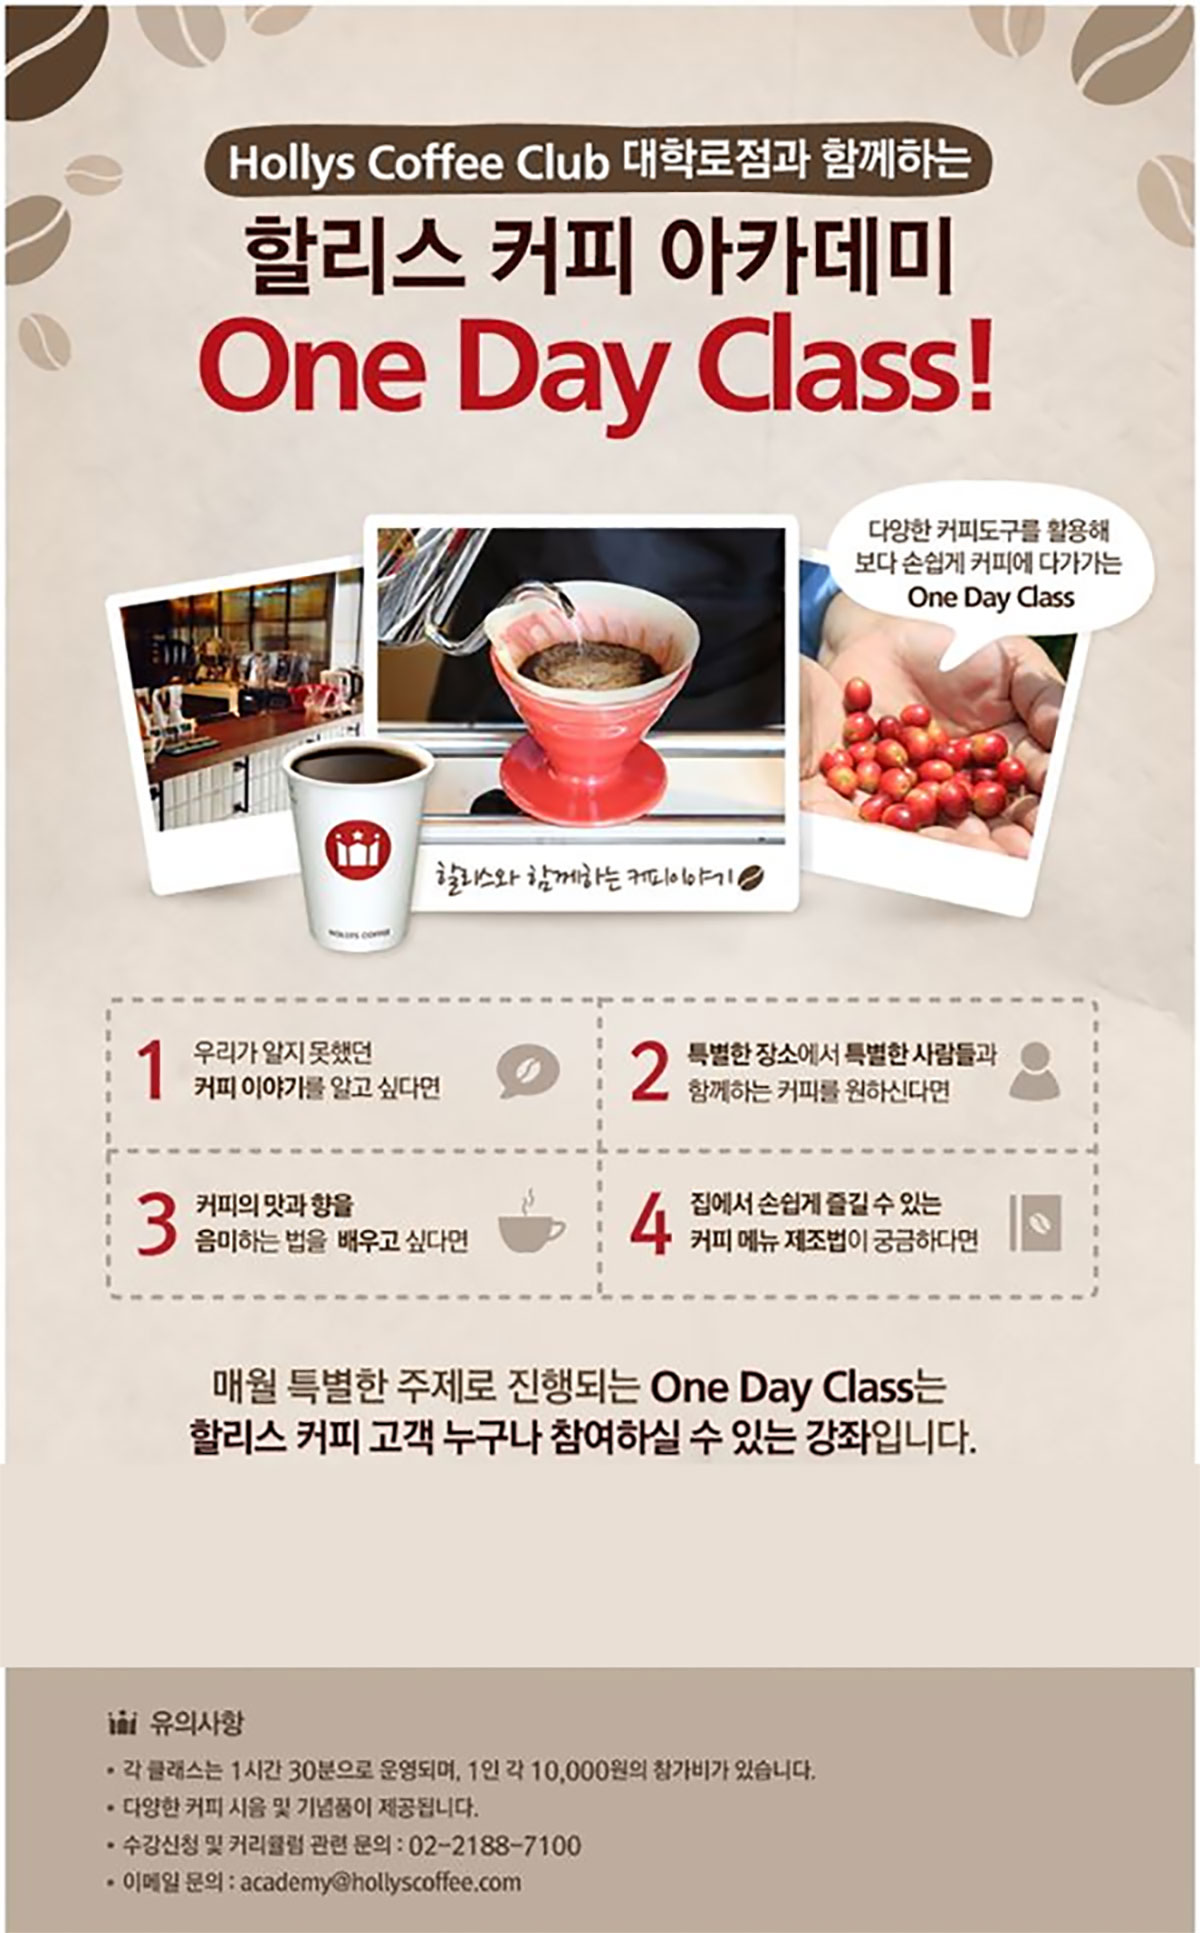 Hollys Coffee Club 대학로점과 함께하는
할리스 커피 아카데미
One Day Class!
다양한 커피도구를 활용해
보다 손쉽게 커피에 다가가는
One Day Class
할리스와 함께하는 커피이야기
HOLLYS COFFEE
1 우리가 알지 못했던
커피 이야기를 알고 싶다면
2 특별한 장소에서 특별한 사람들과
함께하는 커피를 원하신다면
3 커피의 맛과 향을
음미하는 법을 배우고 싶다면
4 집에서 손쉽게 즐길 수 있는
커피 메뉴 제조법이 궁금하다면
매월 특별한 주제로 진행되는 One Day Class는
할리스 커피 고객 누구나 참여하실 수 있는 강좌입니다.
유의사항
• 각 클래스는 1시간 30분으로 운영되며, 1인 각 10,000원의 참가비가 있습니다.
• 다양한 커피 시음 및 기념품이 제공됩니다.
• 수강신청 및 커리큘럼 관련 문의 : 02-2188-7100
• 이메일 문의 : academy@hollyscoffee.com